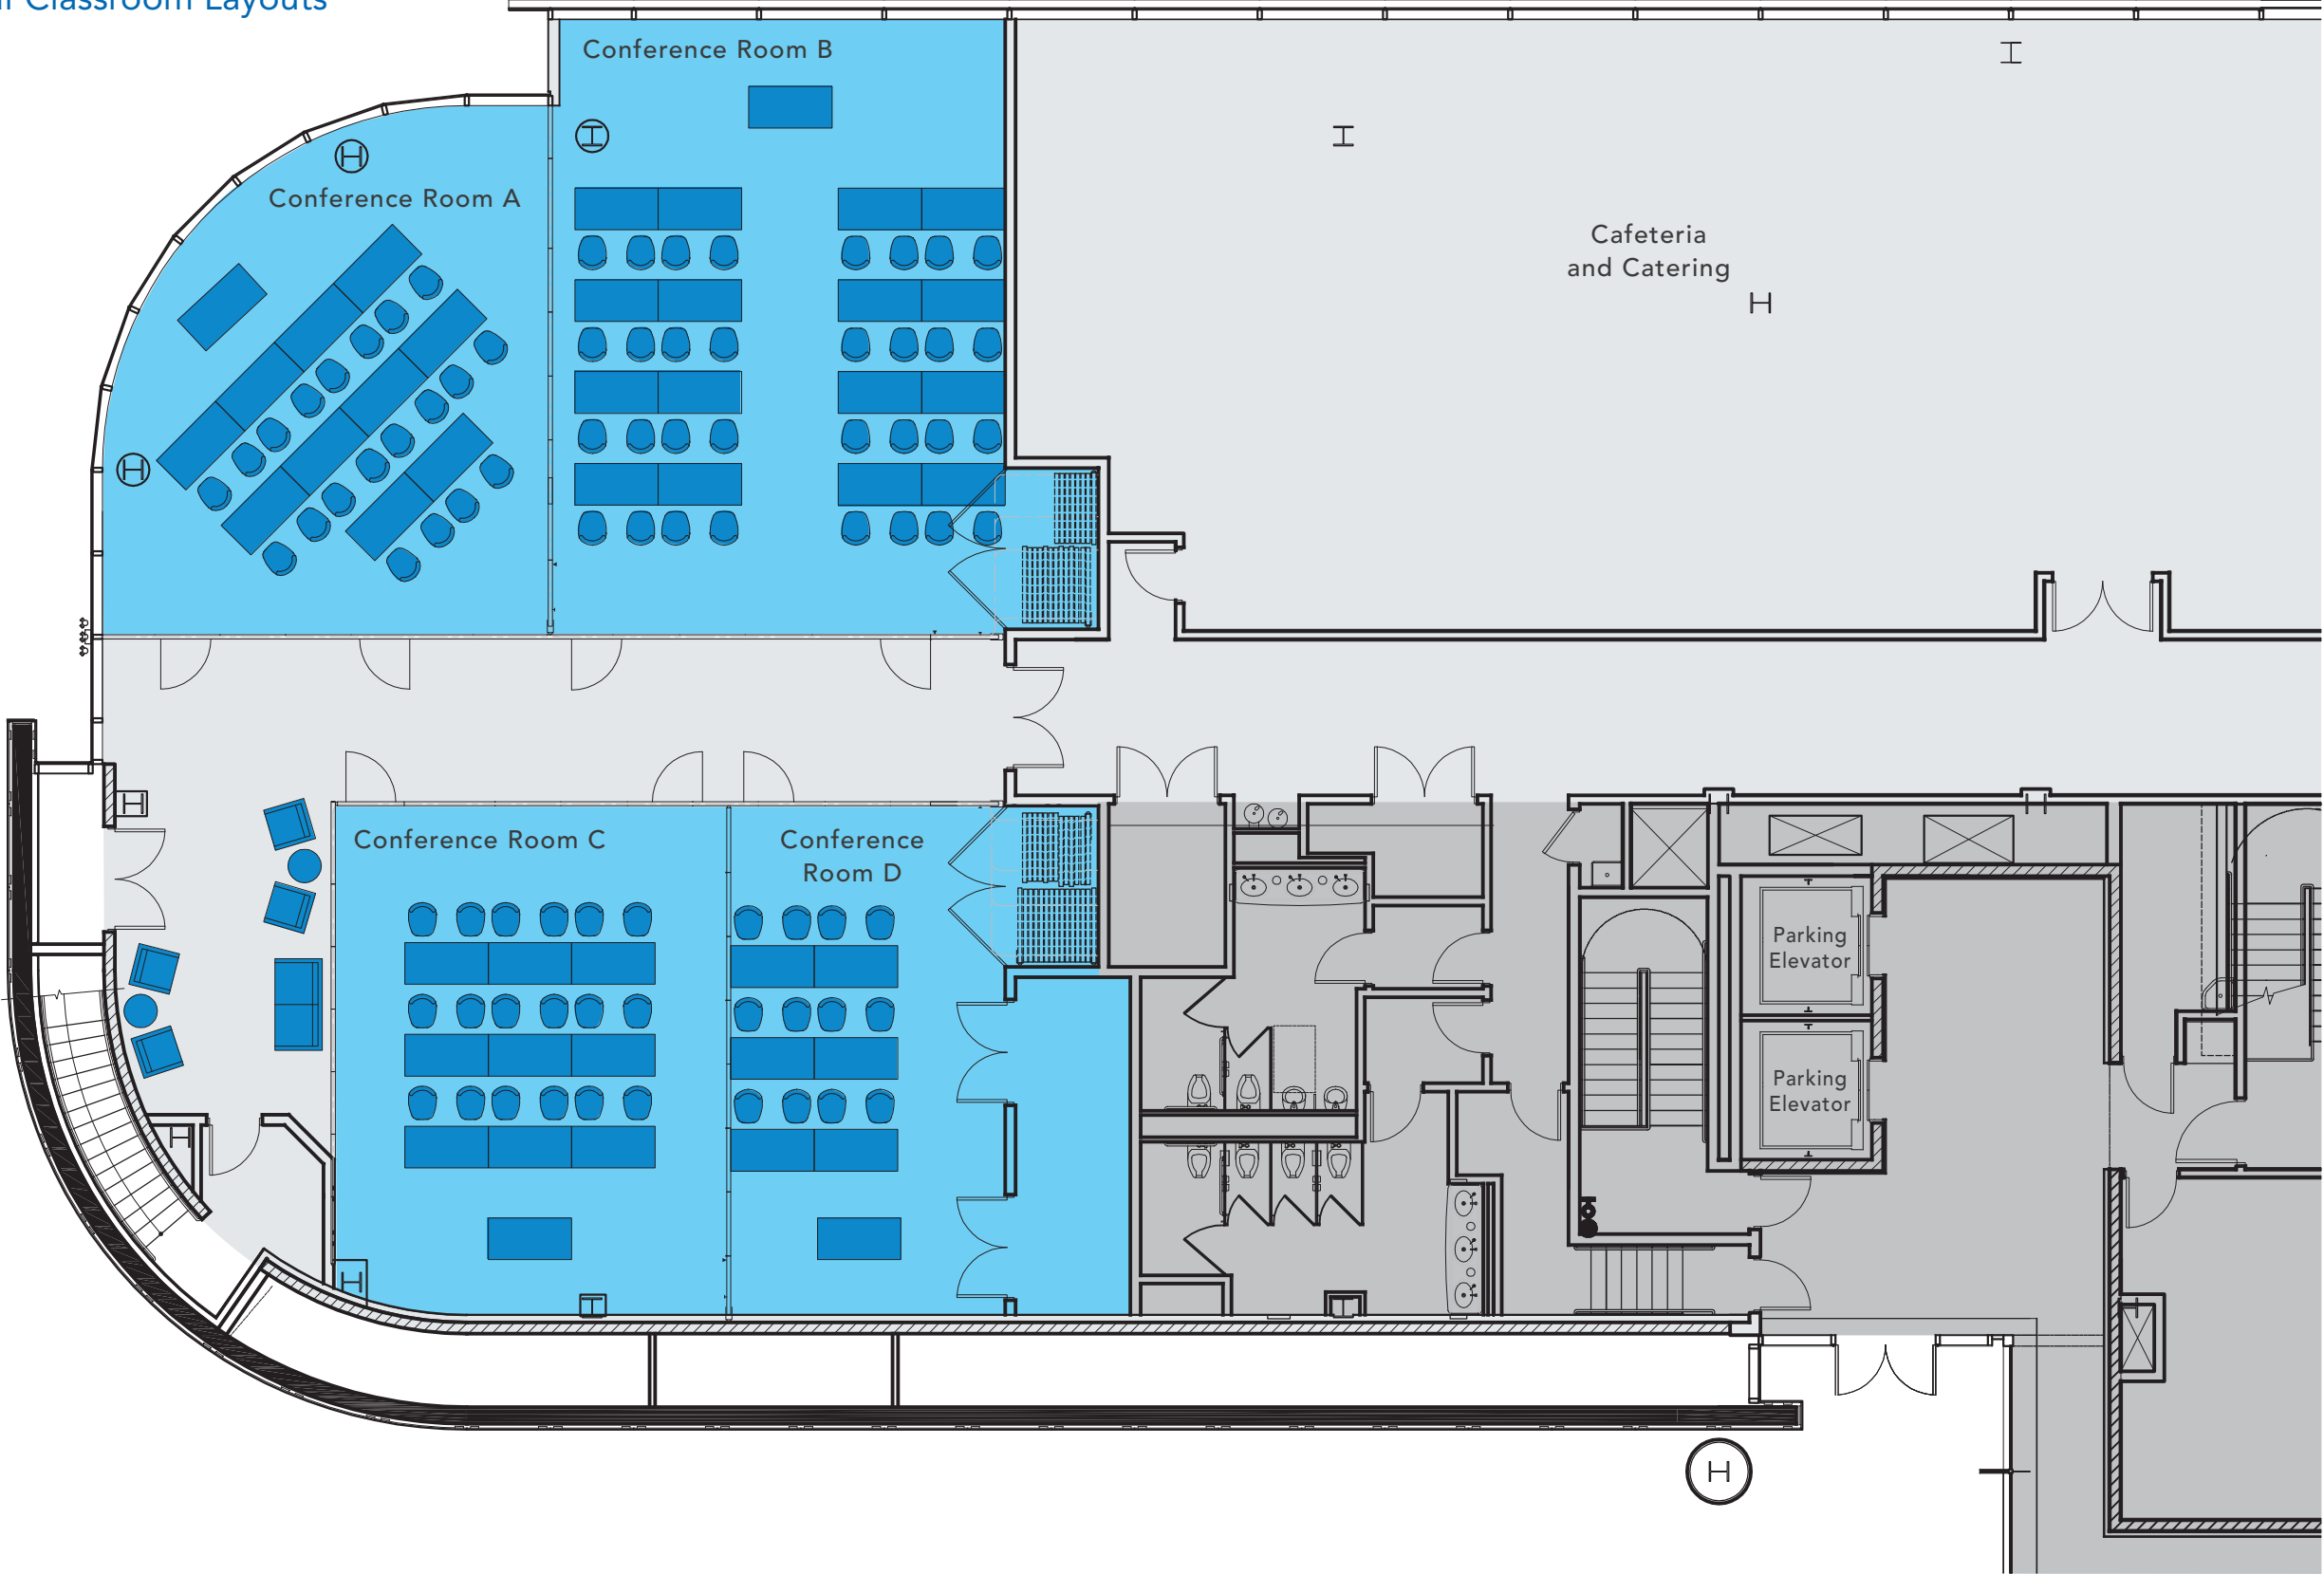 Classroom Layouts
Conference Room B
Conference Room A
Cafeteria
and Catering
Conference Room C
Conference
Room D
Parking
Elevator
Parking
Elevator